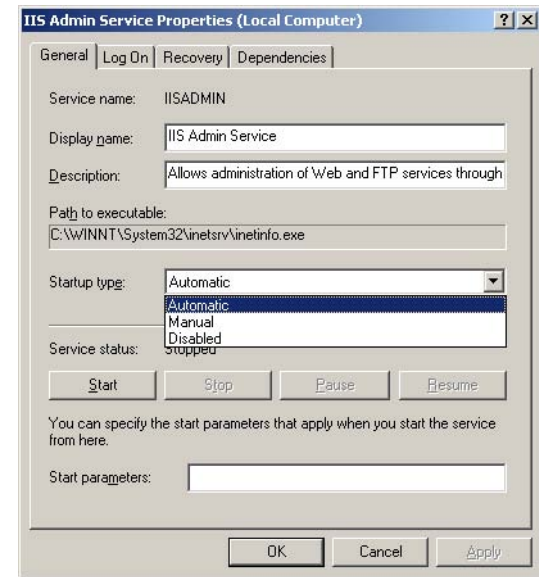 IIS Admin Service Properties (Local Computer)
General Log On Recovery Dependencies
Service name: IISADMIN
Display name: IIS Admin Service
Description: Allows administration of Web and FTP services through
Path to executable:
C:\WINNT\System32\inetsrv\inetinfo.exe
Startup type: Automatic
Automatic
Manual
Disabled
Service status: Stopped
Start Stop Pause Resume
You can specify the start parameters that apply when you start the service
from here.
Start parameters:
OK Cancel Apply